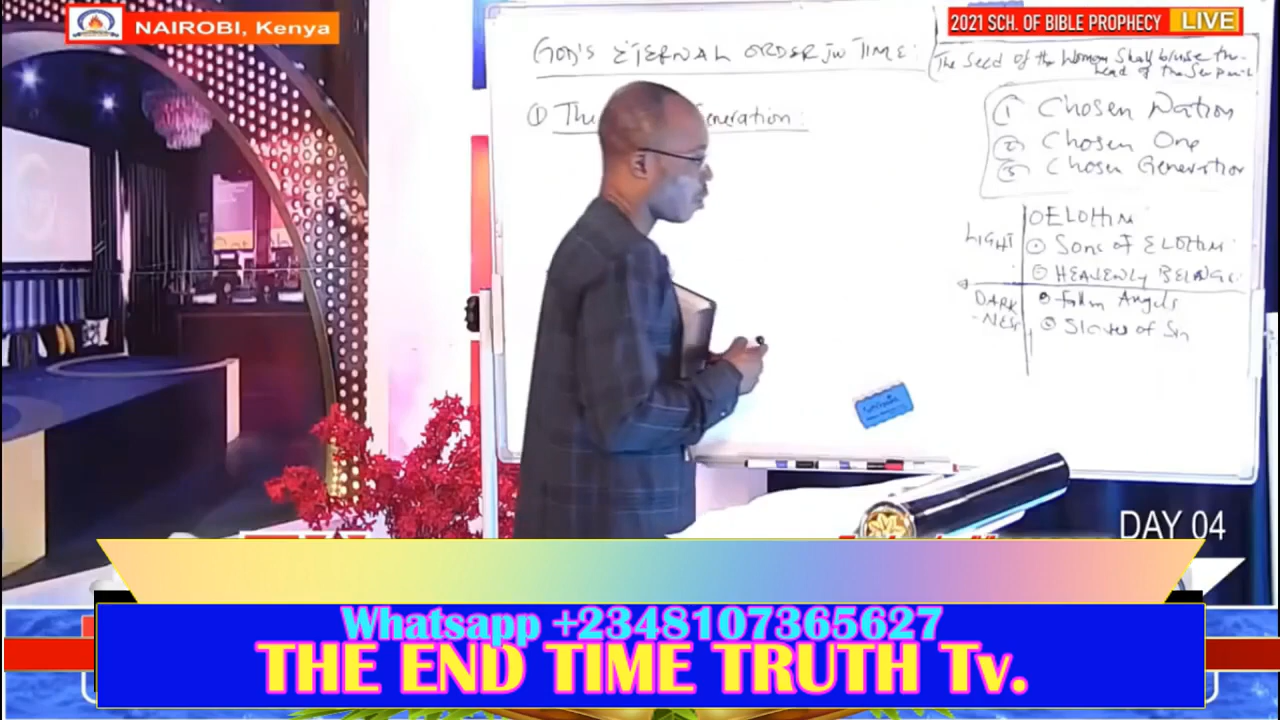 NAIROBI, Kenya
2021 SCH. OF BIBLE PROPHECY LIVE
GOD'S ETERNAL ORDER IN TIME:
The Seed of the Woman Shall bruise the
head of the Serpent
① The eneration:
① Chosen Nation
② Chosen One
③ Chosen Generation
LIGHT
ELOHIM
Sons of ELOHIM
HEAVENLY BEINGS
DARK
-NESS
Fallen Angels
Slaves of Sin
DAY 04
Whatsapp +2348107365627
THE END TIME TRUTH Tv.